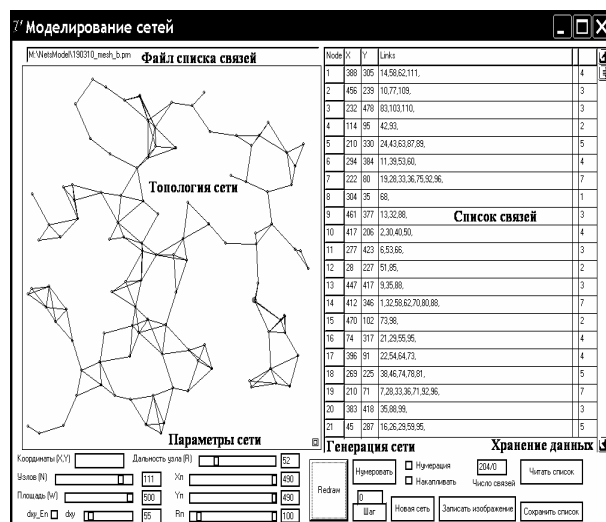 Моделирование сетей
M:\NetsModel\190310_mesh_b.pm Файл списка связей
Node X Y Links
1 388 305 14,58,62,111, 4
2 456 239 10,77,109, 3
3 232 478 83,103,110, 3
4 114 95 42,93, 2
5 210 330 24,43,63,87,89, 5
6 294 384 11,39,53,60, 4
7 222 80 19,28,33,36,75,92,96, 7
8 304 35 68, 1
9 461 377 13,32,88, 3
10 417 206 2,30,40,50, 4
11 277 423 6,53,66, 3
12 28 227 51,85, 2
13 447 417 9,35,88, 3
14 412 346 1,32,58,62,70,80,88, 7
15 470 102 73,98, 2
16 74 317 21,29,55,95, 4
17 396 91 22,54,64,73, 4
18 269 225 38,46,74,78,81, 5
19 210 71 7,28,33,36,71,92,96, 7
20 383 418 35,88,99, 3
21 45 287 16,26,29,59,95, 5
Топология сети
Список связей
Параметры сети
Генерация сети
Хранение данных
Координаты (X,Y)
Дальность узла (R) 52
Узлов (N) 111
Xл 490
Площадь (W) 500
Yл 490
dxy_En dxy 55
Rл 100
Redraw
Нумеровать
0
Шаг
Нумерация
Накапливать
204/0
Число связей
Читать список
Новая сеть
Записать изображение
Сохранить список